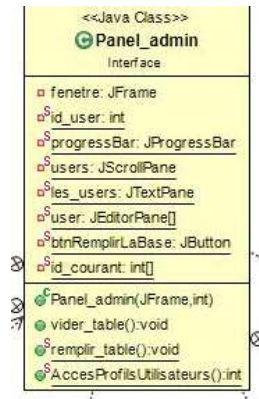 <<Java Class>>
Panel_admin
Interface
fenetre: JFrame
id_user: int
progressBar: JProgressBar
users: JScrollPane
les_users: JTextPane
user: JEditorPane[]
btnRemplirLaBase: JButton
id_courant: int[]
Panel_admin(JFrame,int)
vider_table():void
remplir_table():void
AccesProfilsUtilisateurs():int